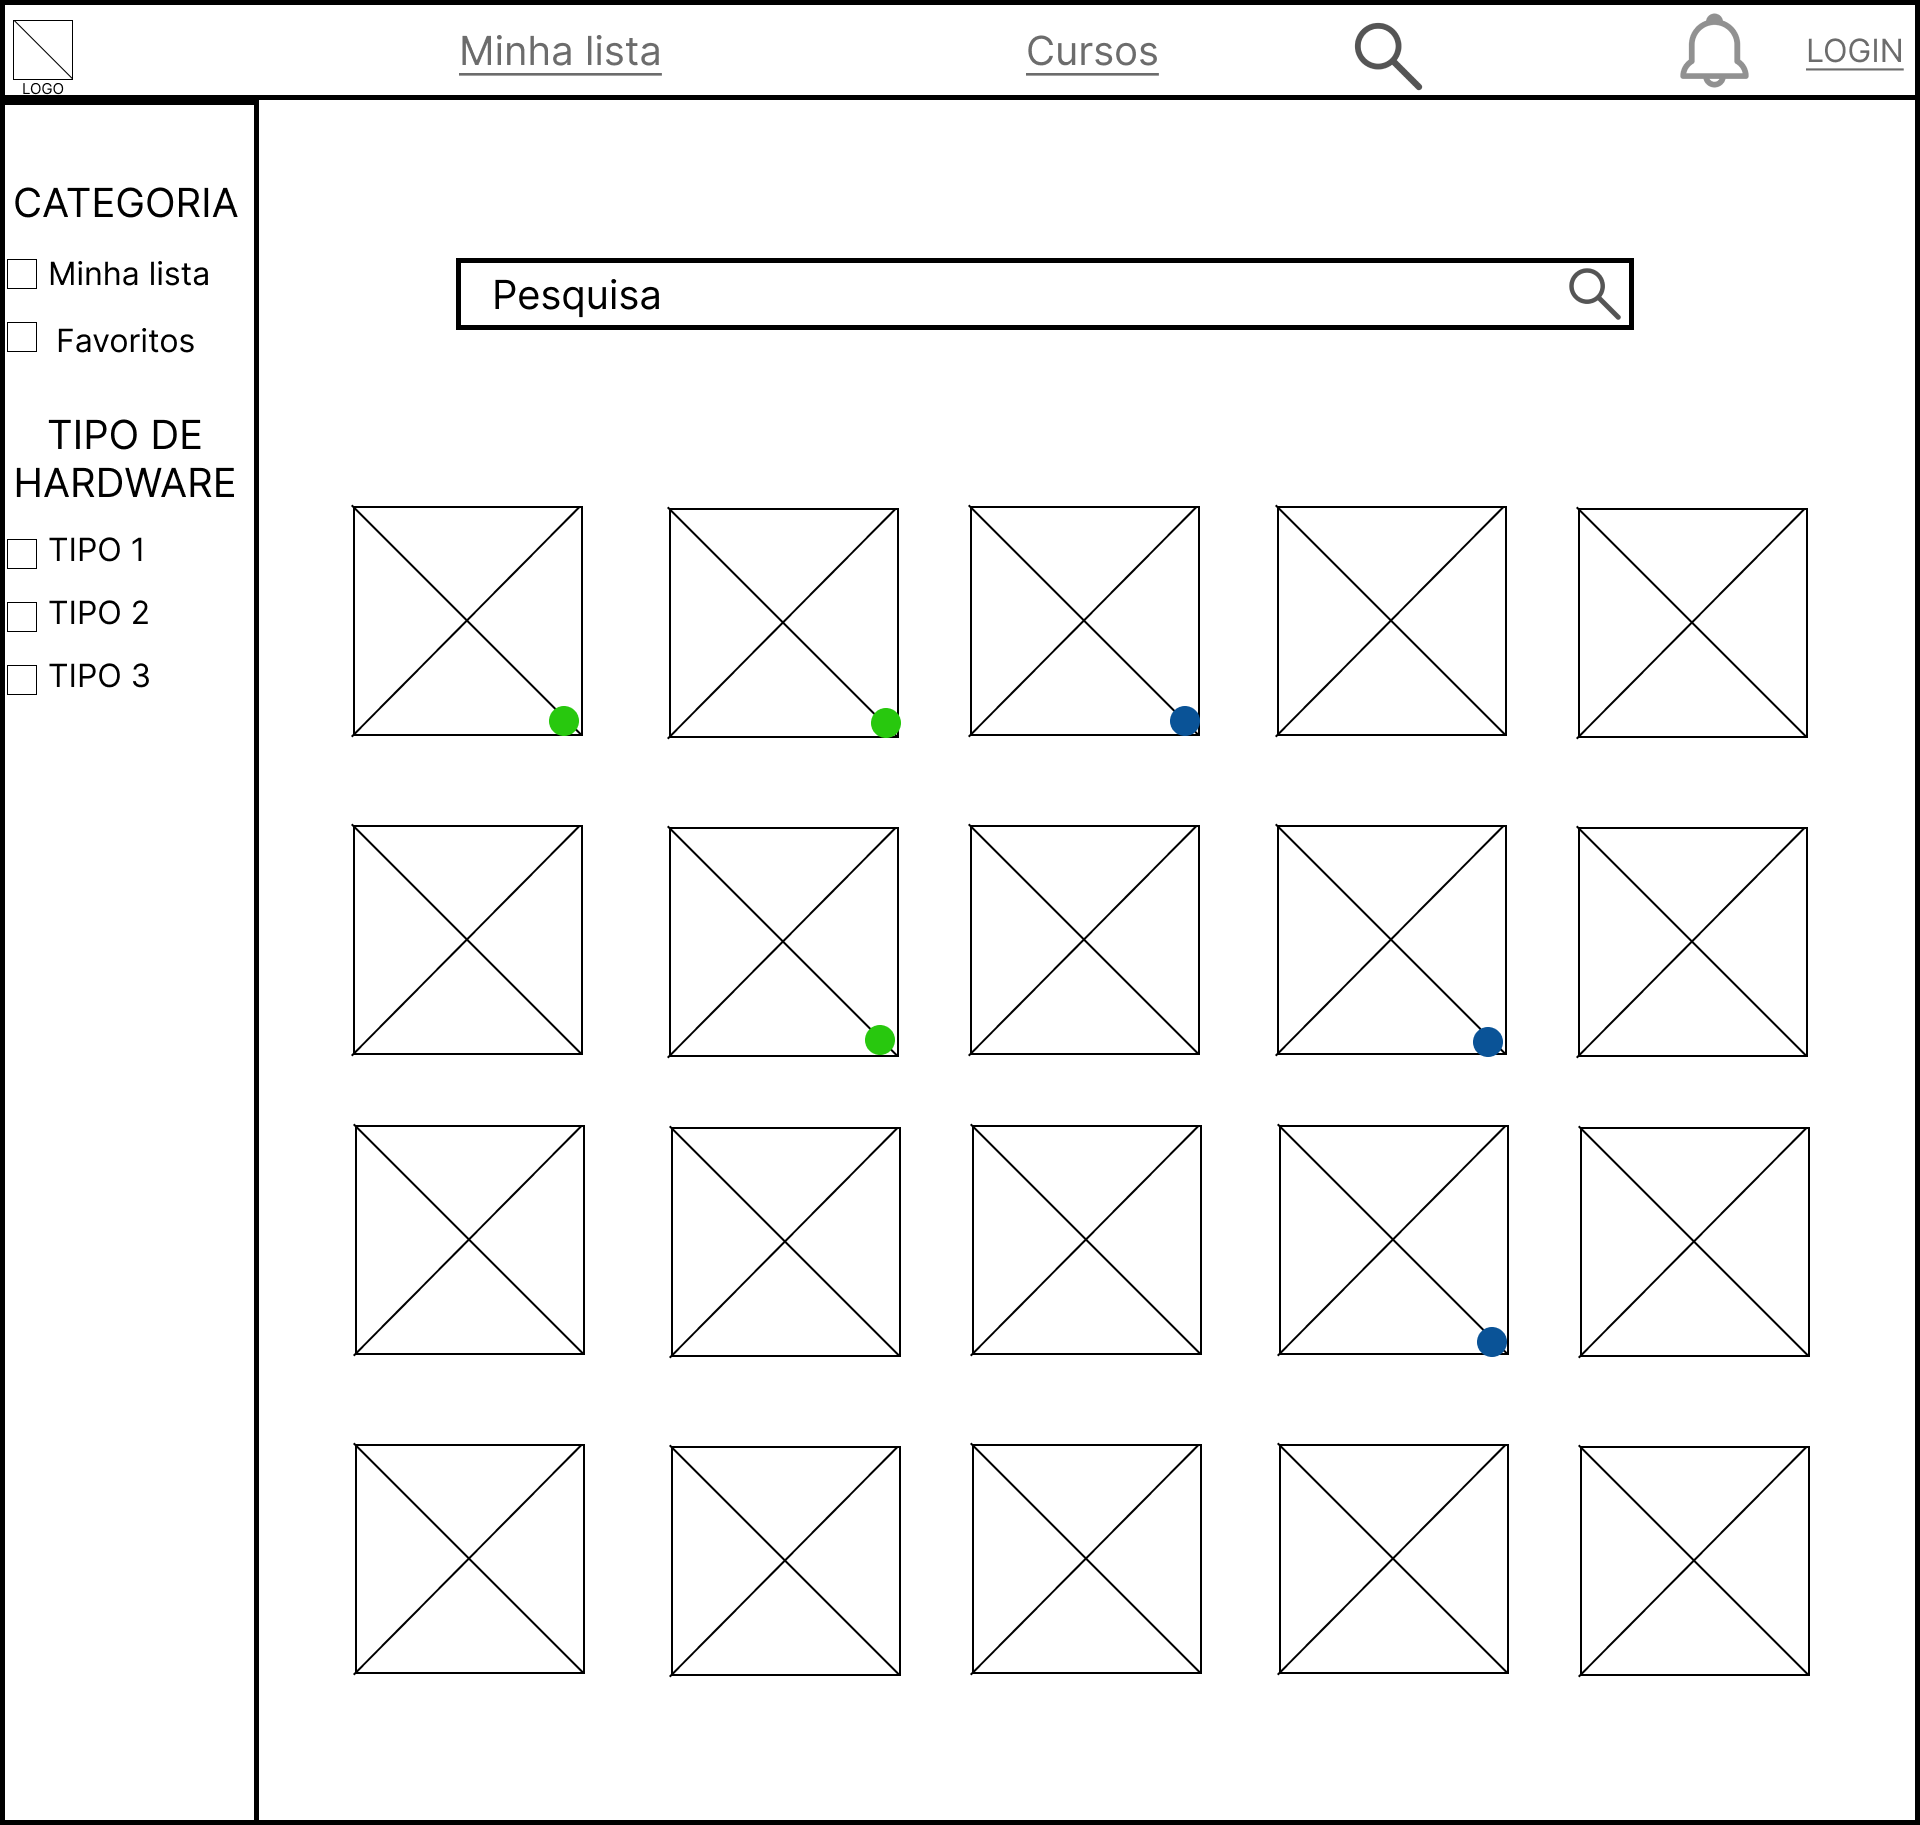 LOGO
Minha lista
Cursos
LOGIN
CATEGORIA
Minha lista
Favoritos
TIPO DE
HARDWARE
TIPO 1
TIPO 2
TIPO 3
Pesquisa